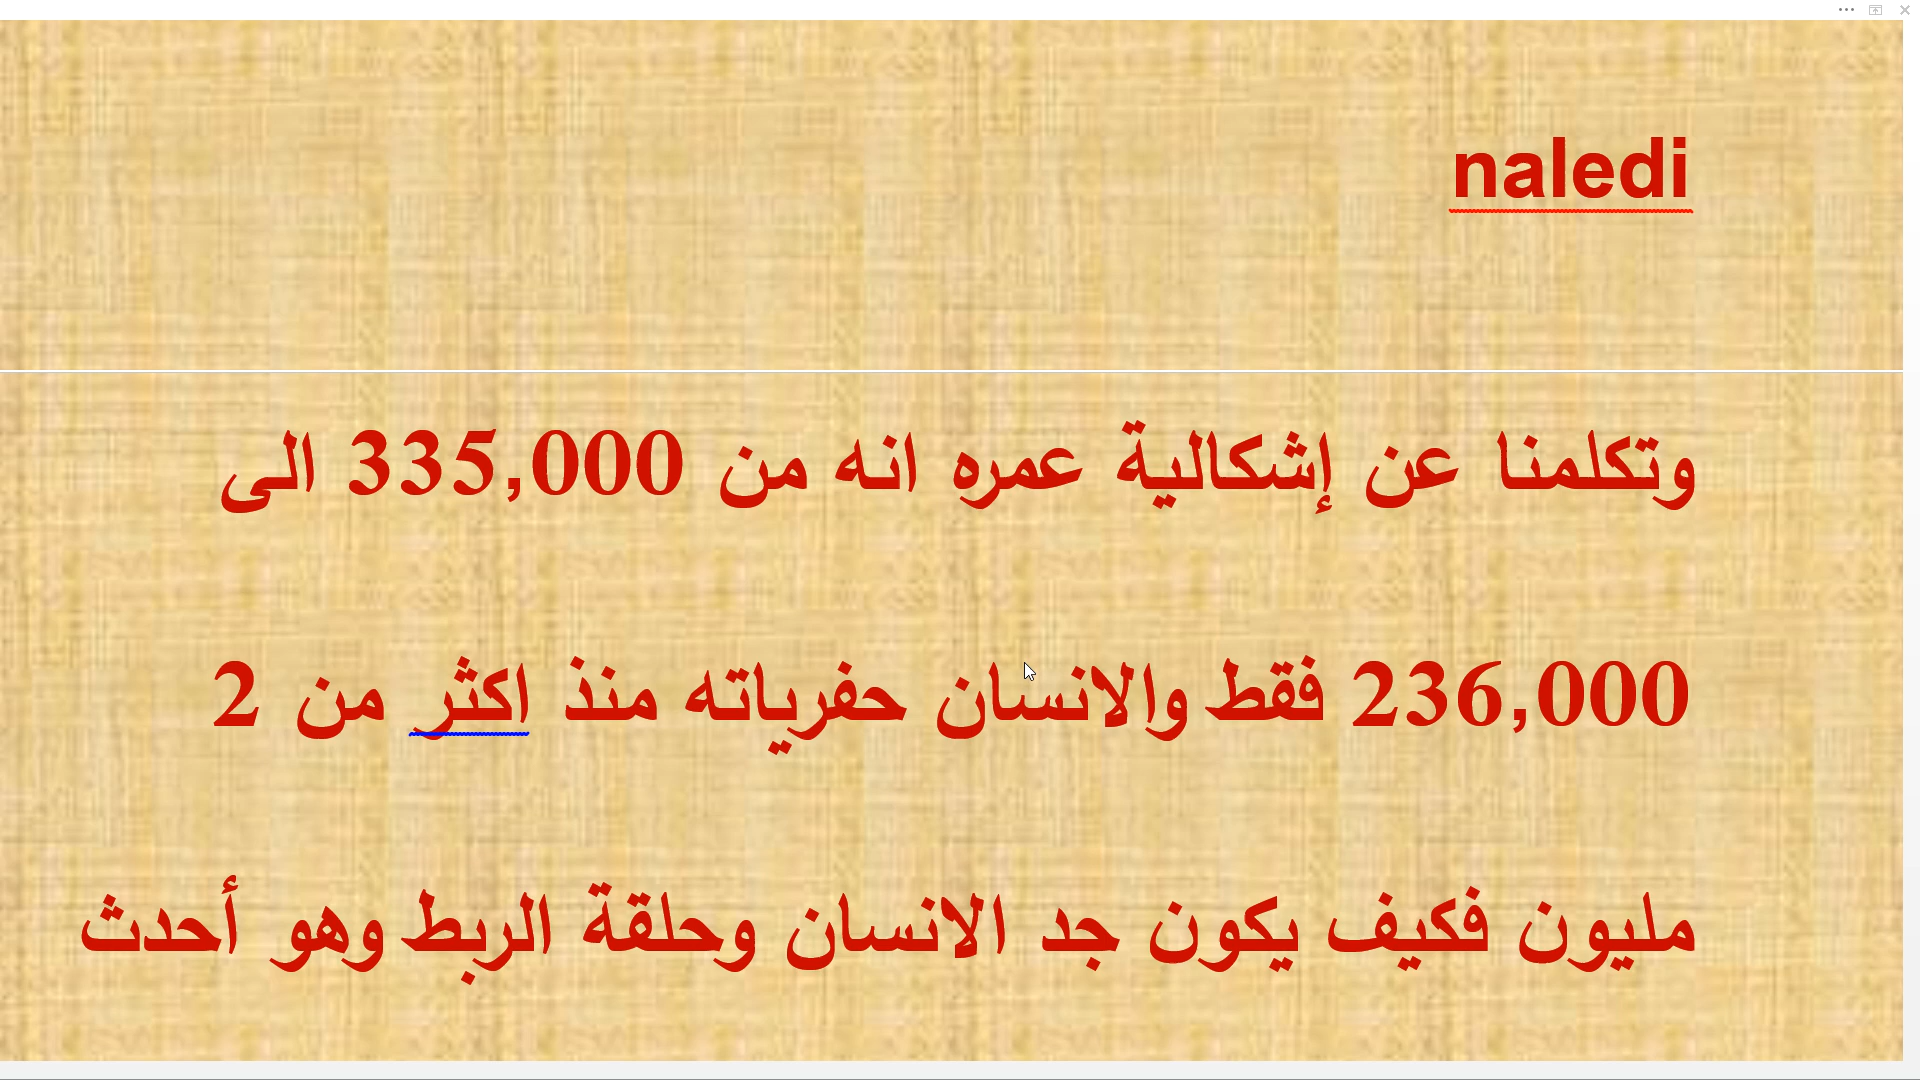 naledi
وتكلمنا عن إشكالية عمره انه من 335,000 الى
236,000 فقط والانسان حفرياته منذ اكثر من 2
مليون فكيف يكون جد الانسان وحلقة الربط وهو أحدث